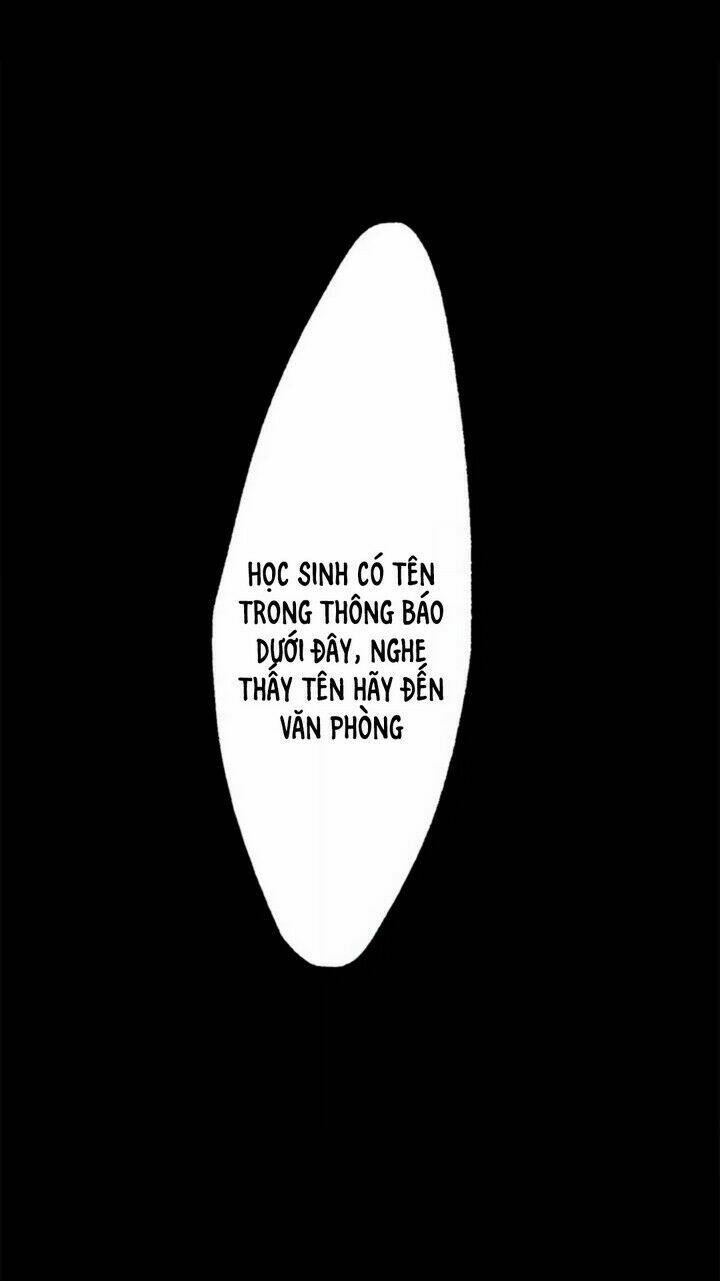 HỌC SINH CÓ TÊN
TRONG THÔNG BÁO
DƯỚI ĐÂY, NGHE
THẤY TÊN HÃY ĐẾN
VĂN PHÒNG